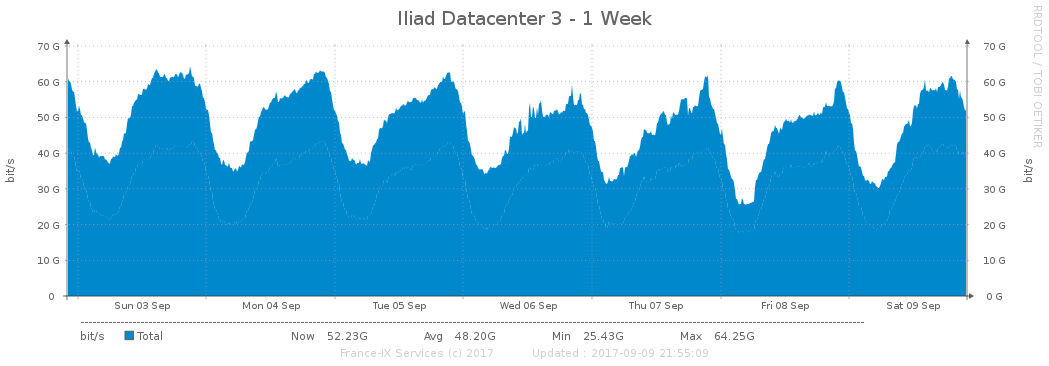 Iliad Datacenter 3 - 1 Week
RRDTOOL / TOBI OETIKER
70 G 70 G
60 G 60 G
50 G 50 G
40 G 40 G
30 G 30 G
20 G 20 G
10 G 10 G
0 0 G
bit/s bit/s
Sun 03 Sep Mon 04 Sep Tue 05 Sep Wed 06 Sep Thu 07 Sep Fri 08 Sep Sat 09 Sep
bit/s Total Now 52.23G Avg 48.20G Min 25.43G Max 64.25G
France-IX Services (c) 2017 Updated : 2017-09-09 21:55:09